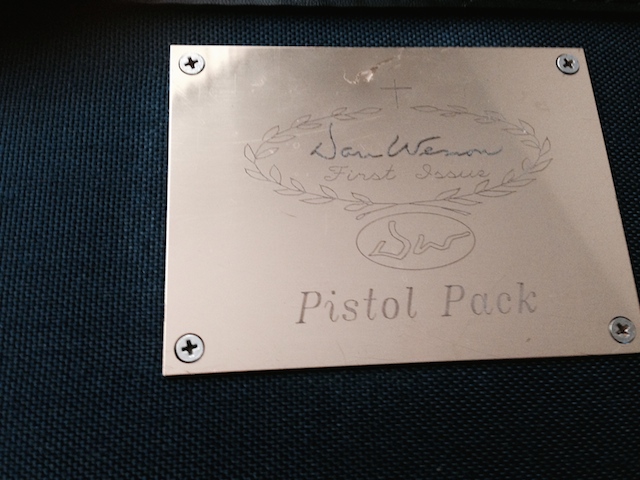 Dan Wesson
First Issue
DW
Pistol Pack